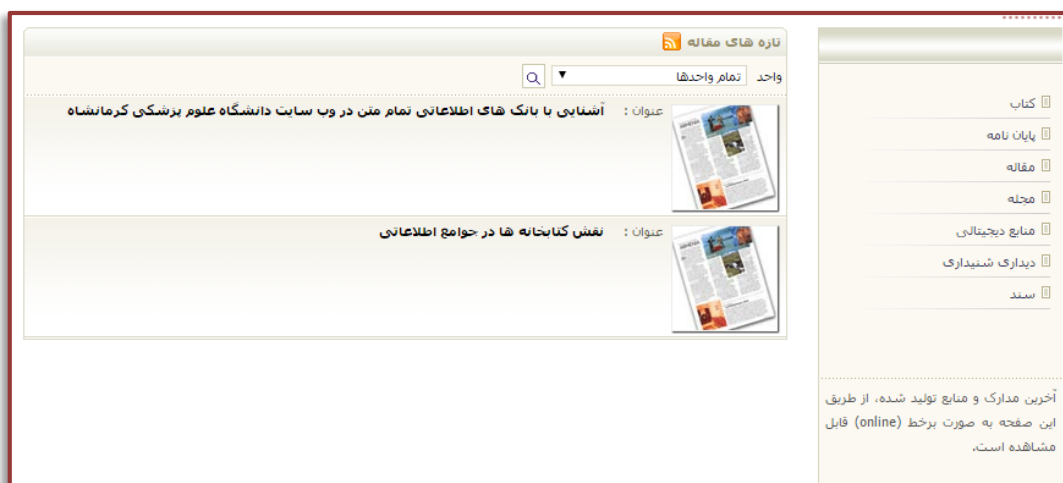 تازه های مقاله
واحد تمام واحدها
عنوان : آشنایی با بانک های اطلاعاتی تمام متن در وب سایت دانشگاه علوم پزشکی کرمانشاه
عنوان : نقش کتابخانه ها در جوامع اطلاعاتی
کتاب
پایان نامه
مقاله
مجله
منابع دیجیتالی
دیداری شنیداری
سند
آخرین مدارک و منابع تولید شده، از طریق
این صفحه به صورت برخط (online) قابل
مشاهده است.